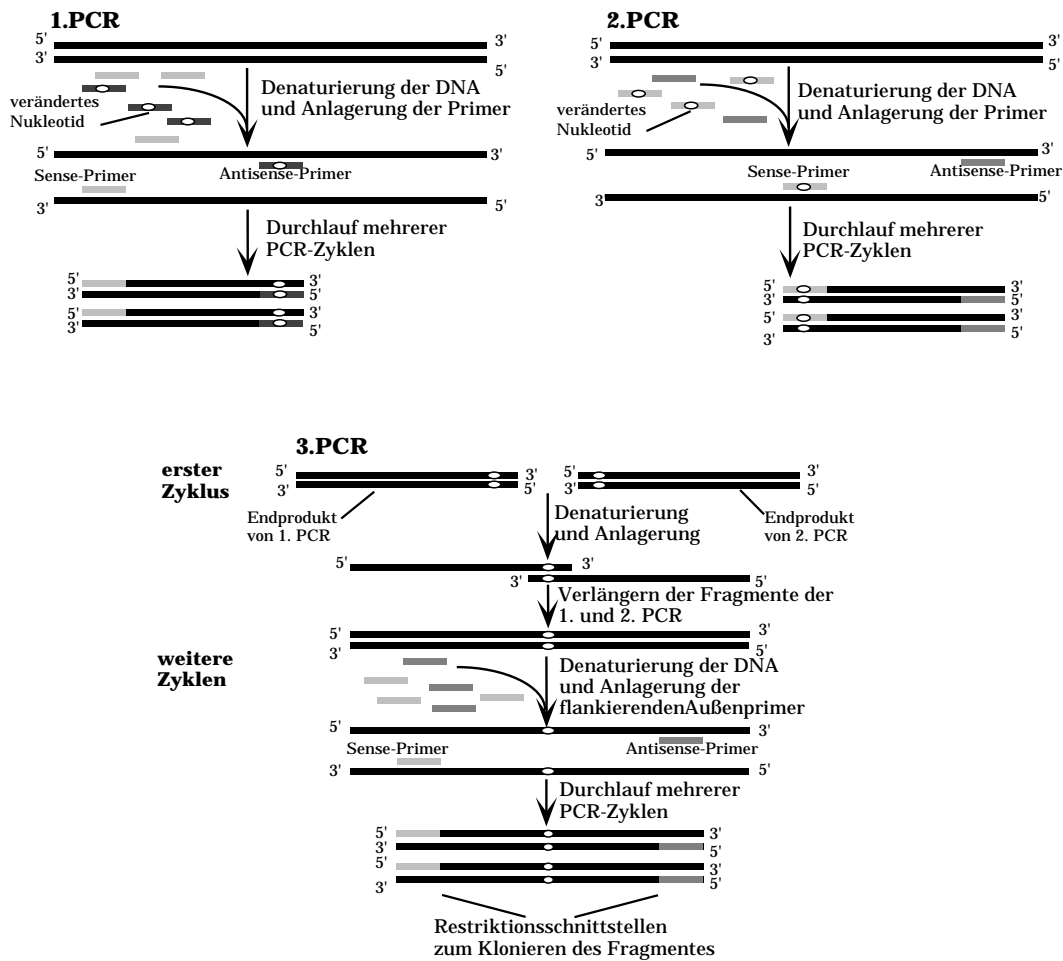 1.PCR
5' 3'
3' 5'
Denaturierung der DNA
und Anlagerung der Primer
verändertes
Nukleotid
5' 3'
Sense-Primer Antisense-Primer
3' 5'
Durchlauf mehrerer
PCR-Zyklen
5' 3'
3' 5'
5' 3'
3' 5'
2.PCR
5' 3'
3' 5'
Denaturierung der DNA
und Anlagerung der Primer
verändertes
Nukleotid
5' 3'
Sense-Primer Antisense-Primer
3 5'
Durchlauf mehrerer
PCR-Zyklen
5' 3'
3' 5'
5' 3'
3' 5'
3.PCR
erster
Zyklus
5' 3' 5' 3'
3' 5' 3' 5'
Endprodukt
von 1. PCR
Denaturierung
und Anlagerung
Endprodukt
von 2. PCR
5' 3'
3' 5'
Verlängern der Fragmente der
1. und 2. PCR
5' 3'
3' 5'
weitere
Zyklen
Denaturierung der DNA
und Anlagerung der
flankierendenAußenprimer
5' 3'
Sense-Primer Antisense-Primer
3' 5'
Durchlauf mehrerer
PCR-Zyklen
5' 3'
3' 5'
5' 3'
3' 5'
Restriktionsschnittstellen
zum Klonieren des Fragmentes